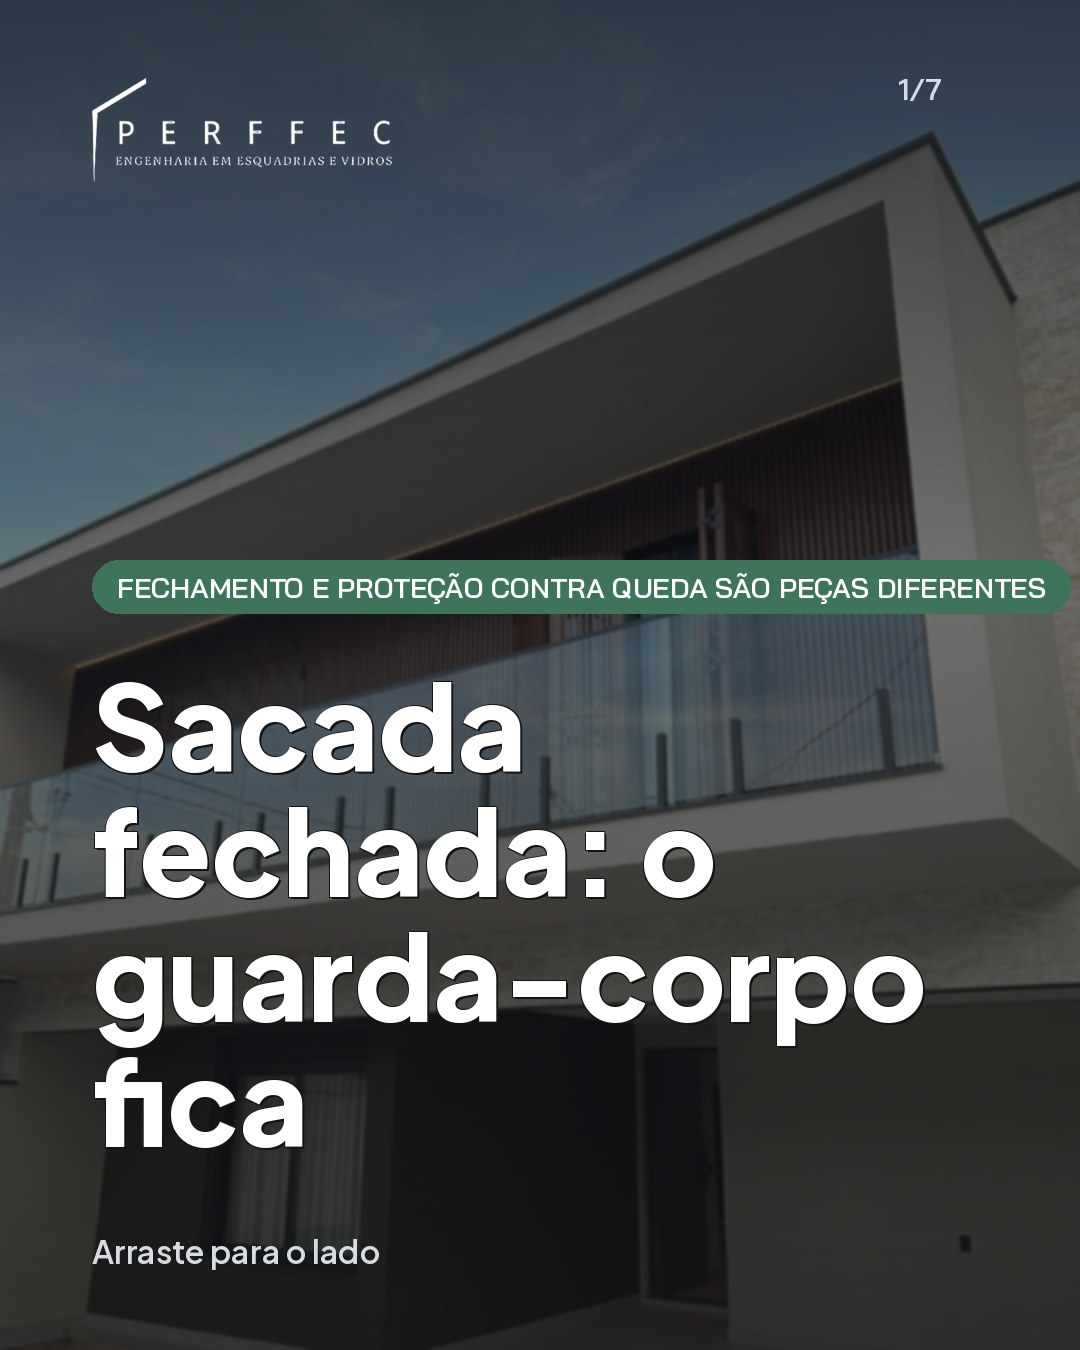 PERFFEC
ENGENHARIA EM ESQUADRIAS E VIDROS
1/7
FECHAMENTO E PROTEÇÃO CONTRA QUEDA SÃO PEÇAS DIFERENTES
Sacada
fechada: o
guarda-corpo
fica
Arraste para o lado